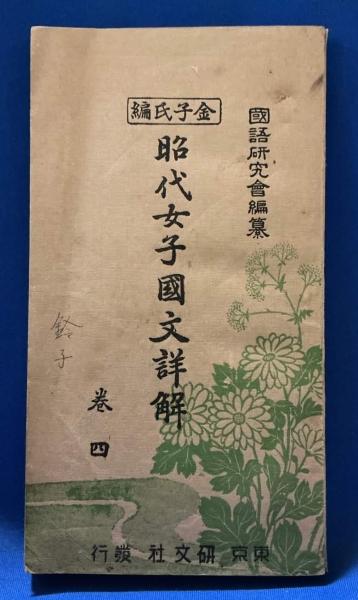 國語研究會編纂
金子氏編
昭代女子國文詳解
卷四
鈴子
東京 研文社 發行